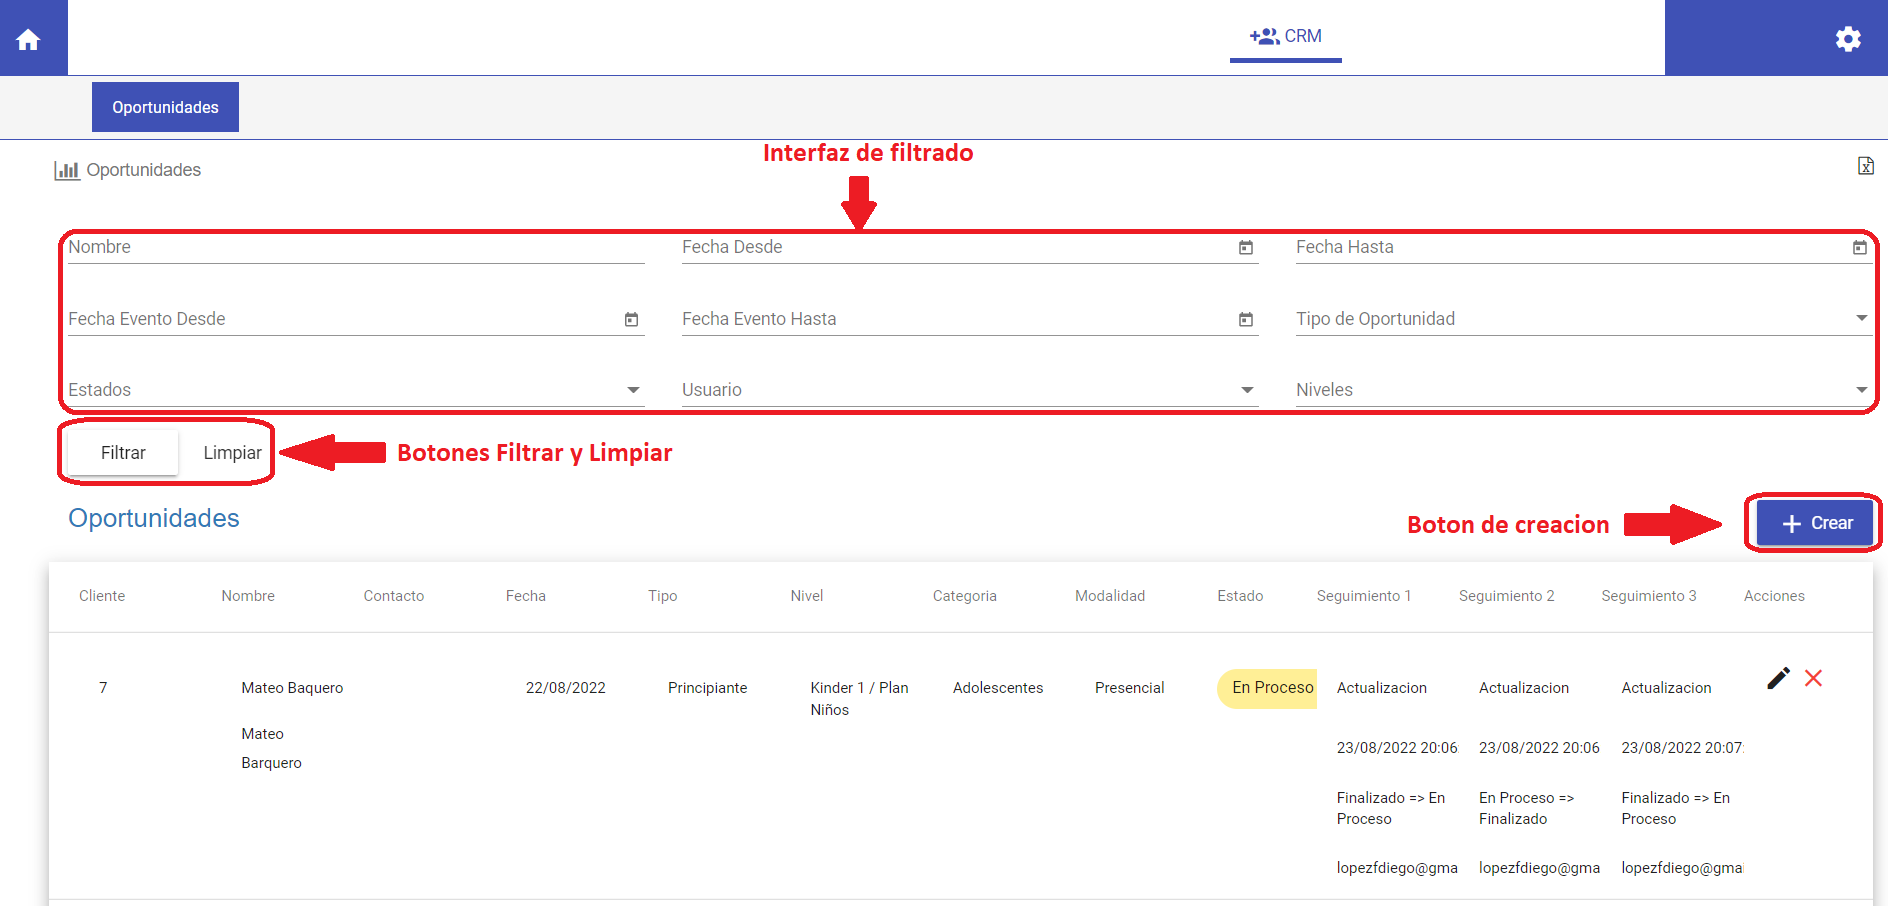 CRM
Oportunidades
Interfaz de filtrado
Oportunidades
Nombre
Fecha Desde
Fecha Hasta
Fecha Evento Desde
Fecha Evento Hasta
Tipo de Oportunidad
Estados
Usuario
Niveles
Filtrar
Limpiar
Botones Filtrar y Limpiar
Oportunidades
Boton de creacion
+ Crear
Cliente Nombre Contacto Fecha Tipo Nivel Categoria Modalidad Estado Seguimiento 1 Seguimiento 2 Seguimiento 3 Acciones
7 Mateo Baquero 22/08/2022 Principiante Kinder 1 / Plan Adolescentes Presencial En Proceso Actualizacion Actualizacion Actualizacion
Niños
Mateo
Barquero
23/08/2022 20:06: 23/08/2022 20:06 23/08/2022 20:07:
Finalizado => En En Proceso => Finalizado => En
Proceso Finalizado Proceso
lopezfdiego@gma lopezfdiego@gma lopezfdiego@gmai